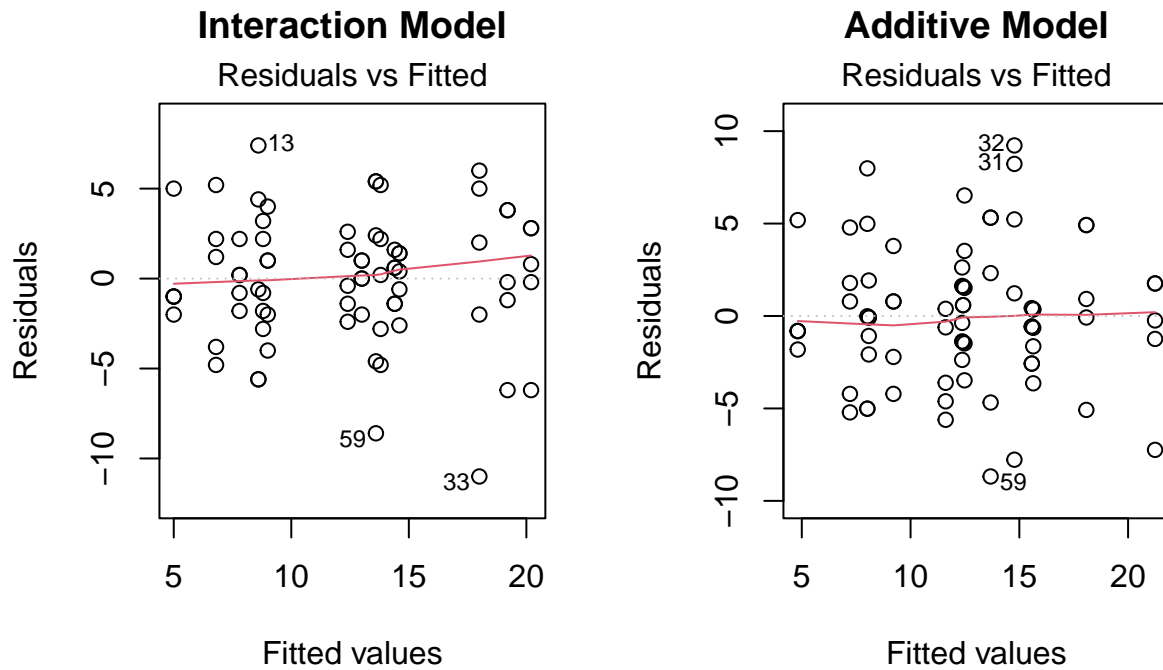 Interaction Model
Residuals vs Fitted
Residuals
5
0
−5
−10
13
59
33
5 10 15 20
Fitted values
Additive Model
Residuals vs Fitted
Residuals
10
5
0
−5
−10
32
31
59
5 10 15 20
Fitted values